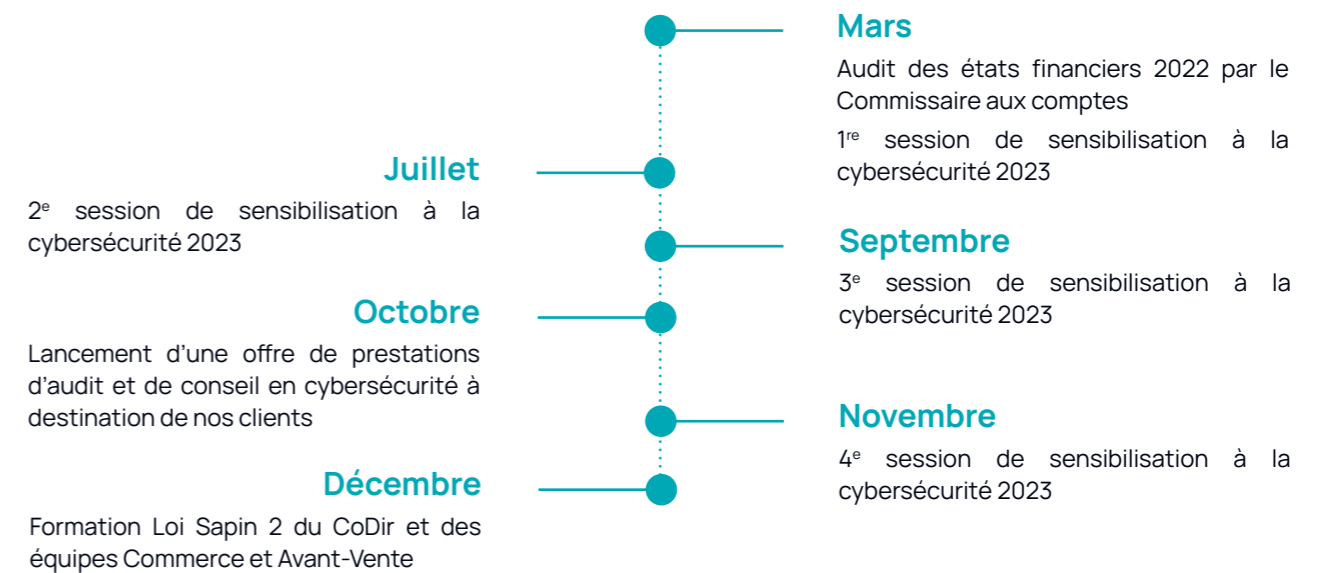 Mars
Audit des états financiers 2022 par le
Commissaire aux comptes
1re session de sensibilisation à la
cybersécurité 2023
Juillet
2e session de sensibilisation à la
cybersécurité 2023
Septembre
3e session de sensibilisation à la
cybersécurité 2023
Octobre
Lancement d’une offre de prestations
d’audit et de conseil en cybersécurité à
destination de nos clients
Novembre
4e session de sensibilisation à la
cybersécurité 2023
Décembre
Formation Loi Sapin 2 du CoDir et des
équipes Commerce et Avant-Vente